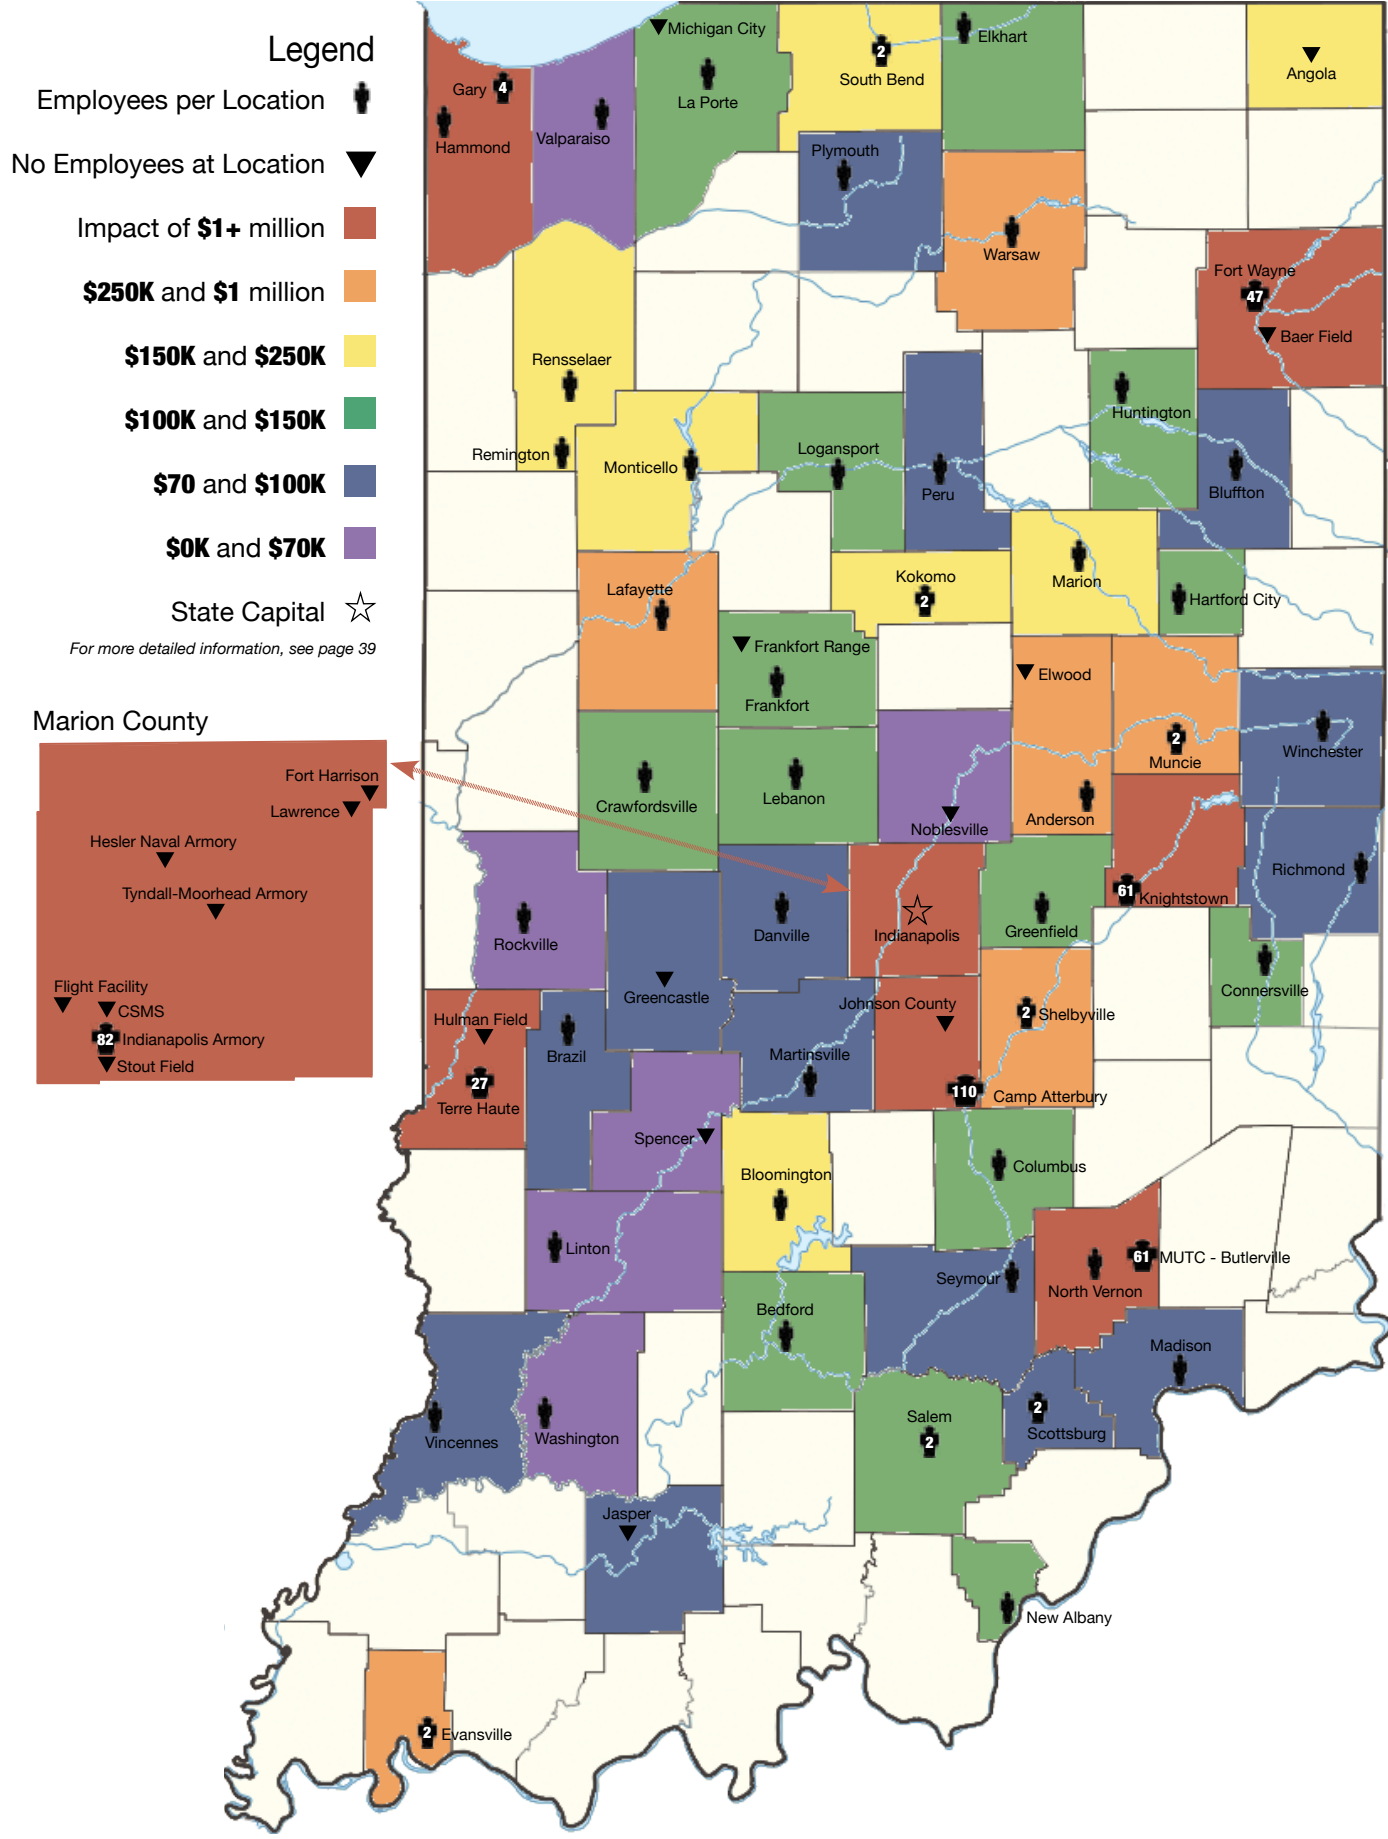 Legend
Employees per Location
No Employees at Location
Impact of $1+ million
$250K and $1 million
$150K and $250K
$100K and $150K
$70 and $100K
$0K and $70K
State Capital
For more detailed information, see page 39
Marion County
Fort Harrison
Lawrence
Hesler Naval Armory
Tyndall-Moorhead Armory
Flight Facility
CSMS
82 Indianapolis Armory
Stout Field
Michigan City
Elkhart
2
South Bend
Angola
Gary 4
La Porte
Hammond
Valparaiso
Plymouth
Warsaw
Fort Wayne
47
Baer Field
Rensselaer
Huntington
Remington
Monticello
Logansport
Peru
Bluffton
Lafayette
Kokomo
2
Marion
Hartford City
Frankfort Range
Frankfort
Elwood
2
Muncie
Winchester
Crawfordsville
Lebanon
Noblesville
Anderson
Richmond
61 Knightstown
Rockville
Danville
Indianapolis
Greenfield
Connersville
Greencastle
Hulman Field
Johnson County
2 Shelbyville
Brazil
Martinsville
27
Terre Haute
110
Camp Atterbury
Spencer
Bloomington
Columbus
Linton
Seymour
61 MUTC - Butlerville
North Vernon
Bedford
Madison
2
Scottsburg
Vincennes
Washington
Salem
2
Jasper
New Albany
2 Evansville